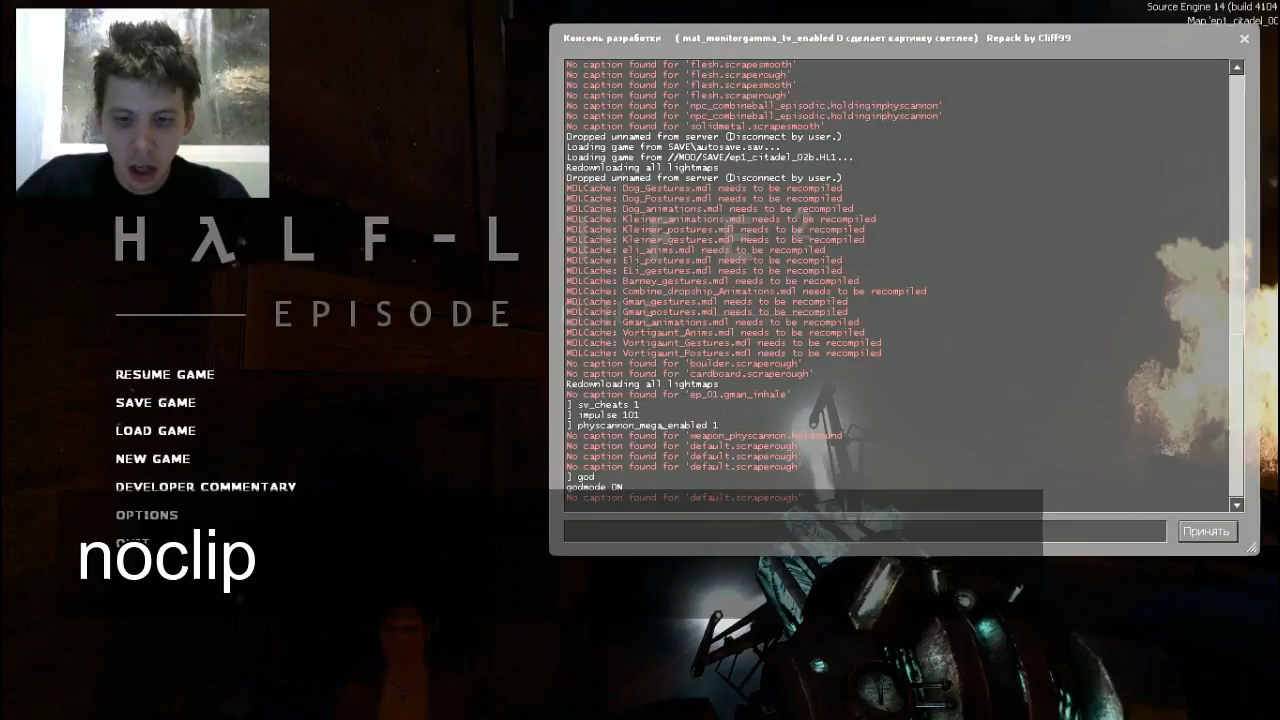 Source Engine 14 (build 4104
Map 'ep1_citadel_00
Консоль разработки ( mat_monitorgamma_tv_enabled 0 сделает картинку светлее) Repack by Cliff99
No caption found for 'flesh.scrapesmooth'
No caption found for 'flesh.scraperough'
No caption found for 'flesh.scrapesmooth'
No caption found for 'flesh.scraperough'
No caption found for 'npc_combineball_episodic.holdinginphyscannon'
No caption found for 'npc_combineball_episodic.holdinginphyscannon'
No caption found for 'solidmetal.scrapesmooth'
Dropped unnamed from server (Disconnect by user.)
Loading game from SAVE\autosave.sav...
Loading game from //MOD/SAVE/ep1_citadel_02b.HL1...
Redownloading all lightmaps
Dropped unnamed from server (Disconnect by user.)
MDLCache: Dog_Gestures.mdl needs to be recompiled
MDLCache: Dog_Postures.mdl needs to be recompiled
MDLCache: Dog_animations.mdl needs to be recompiled
MDLCache: Kleiner_animations.mdl needs to be recompiled
MDLCache: Kleiner_postures.mdl needs to be recompiled
MDLCache: Kleiner_gestures.mdl needs to be recompiled
MDLCache: eli_anims.mdl needs to be recompiled
MDLCache: Eli_postures.mdl needs to be recompiled
MDLCache: ELi_gestures.mdl needs to be recompiled
MDLCache: Barney_gestures.mdl needs to be recompiled
MDLCache: Combine_dropship_Animations.mdl needs to be recompiled
MDLCache: Gman_gestures.mdl needs to be recompiled
MDLCache: Gman_postures.mdl needs to be recompiled
MDLCache: Gman_animations.mdl needs to be recompiled
MDLCache: Vortigaunt_Anims.mdl needs to be recompiled
MDLCache: Vortigaunt_Gestures.mdl needs to be recompiled
MDLCache: Vortigaunt_Postures.mdl needs to be recompiled
No caption found for 'boulder.scraperough'
No caption found for 'cardboard.scraperough'
Redownloading all lightmaps
No caption found for 'ep_01.gman_inhale'
] sv_cheats 1
] impulse 101
] physcannon_mega_enabled 1
No caption found for 'weapon_physcannon.holdsound'
No caption found for 'default.scraperough'
No caption found for 'default.scraperough'
No caption found for 'default.scraperough'
] god
godmode ON
No caption found for 'default.scraperough'
Принять
HλLF-L
EPISODE
RESUME GAME
SAVE GAME
LOAD GAME
NEW GAME
DEVELOPER COMMENTARY
OPTIONS
QUIT
noclip